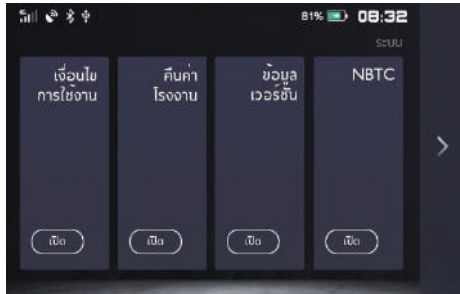 81% 08:32
ระบบ
เงื่อนไข
การใช้งาน
คืนค่า
โรงงาน
ข้อมูล
เวอร์ชัน
NBTC
เปิด
เปิด
เปิด
เปิด